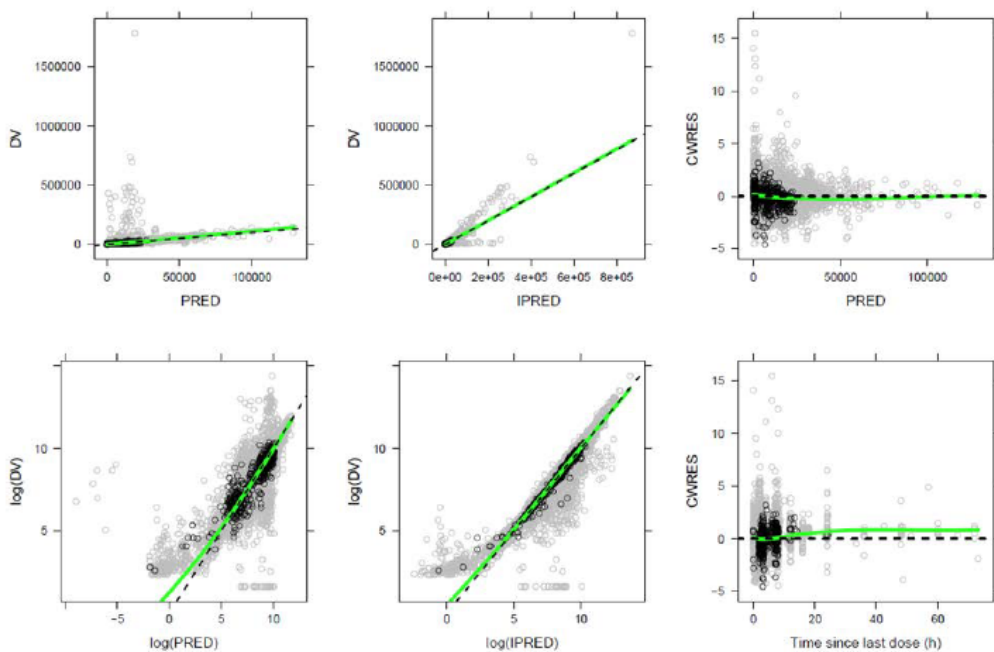 1500000
1000000
500000
0
DV
0 50000 100000
PRED
1500000
1000000
500000
0
DV
0e+00 2e+05 4e+05 6e+05 8e+05
IPRED
15
10
5
0
-5
CWRES
0 50000 100000
PRED
10
5
log(DV)
-5 0 5 10
log(PRED)
10
5
log(DV)
0 5 10
log(IPRED)
15
10
5
0
-5
CWRES
0 20 40 60
Time since last dose (h)